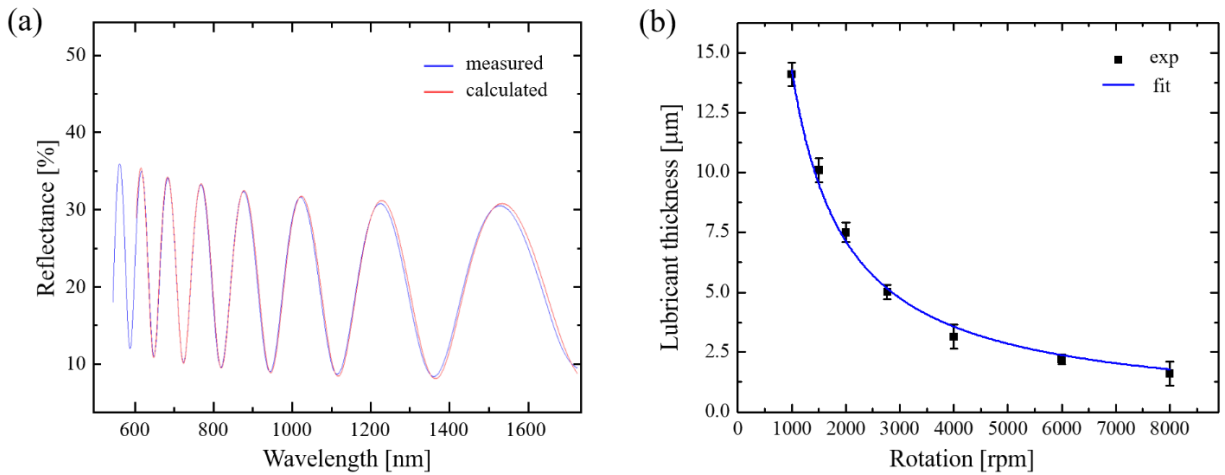 (a)
50
40
30
20
10
Reflectance [%]
measured
calculated
600 800 1000 1200 1400 1600
Wavelength [nm]
(b)
15.0
12.5
10.0
7.5
5.0
2.5
0.0
Lubricant thickness [μm]
exp
fit
0 1000 2000 3000 4000 5000 6000 7000 8000
Rotation [rpm]